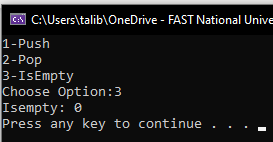 C:\Users\talib\OneDrive - FAST National Unive
1-Push
2-Pop
3-IsEmpty
Choose Option:3
Isempty: 0
Press any key to continue . . .